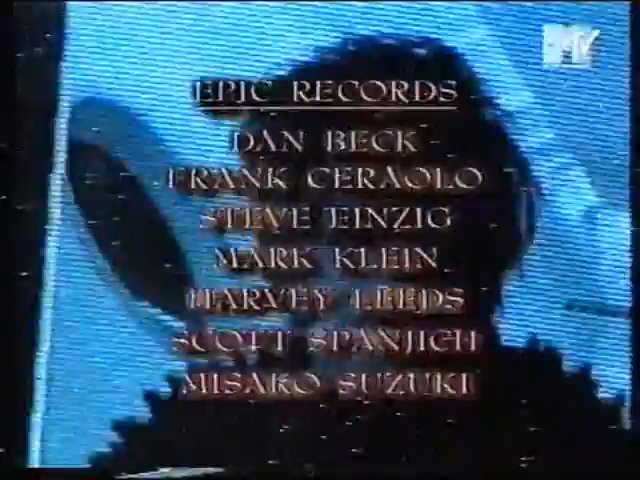 MTV
EPIC RECORDS
DAN BECK
FRANK CERAOLO
STEVE EINZIG
MARK KLEIN
HARVEY LEEDS
SCOTT SPANJICH
MISAKO SUZUKI